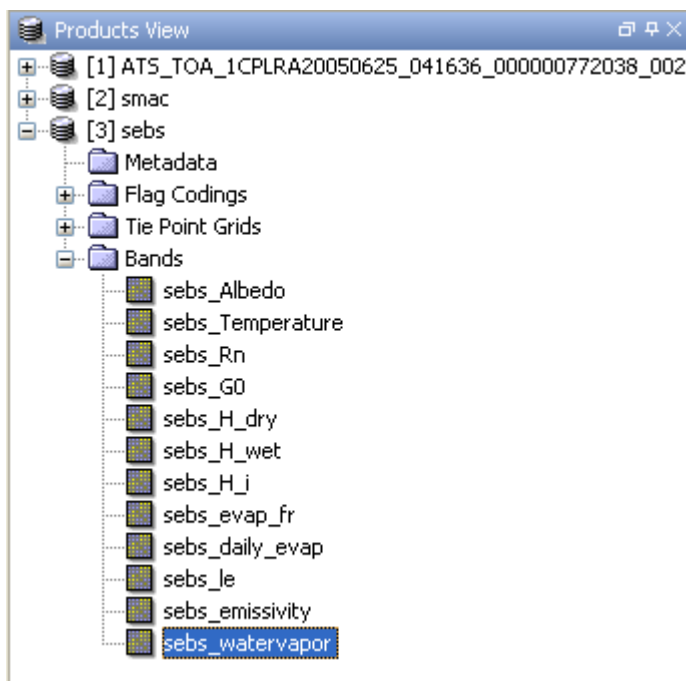 Products View
[1] ATS_TOA_1CPLRA20050625_041636_000000772038_002
[2] smac
[3] sebs
Metadata
Flag Codings
Tie Point Grids
Bands
sebs_Albedo
sebs_Temperature
sebs_Rn
sebs_G0
sebs_H_dry
sebs_H_wet
sebs_H_i
sebs_evap_fr
sebs_daily_evap
sebs_le
sebs_emissivity
sebs_watervapor